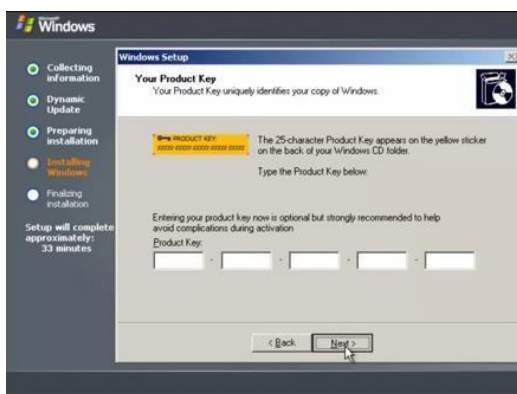 Microsoft
Windows
Collecting
information
Dynamic
Update
Preparing
installation
Installing
Windows
Finalizing
installation
Setup will complete
approximately:
33 minutes
Windows Setup
Your Product Key
Your Product Key uniquely identifies your copy of Windows.
PRODUCT KEY:
The 25-character Product Key appears on the yellow sticker
on the back of your Windows CD folder.
Type the Product Key below:
Entering your product key now is optional but strongly recommended to help
avoid complications during activation
Product Key:
- - - -
< Back
Next >